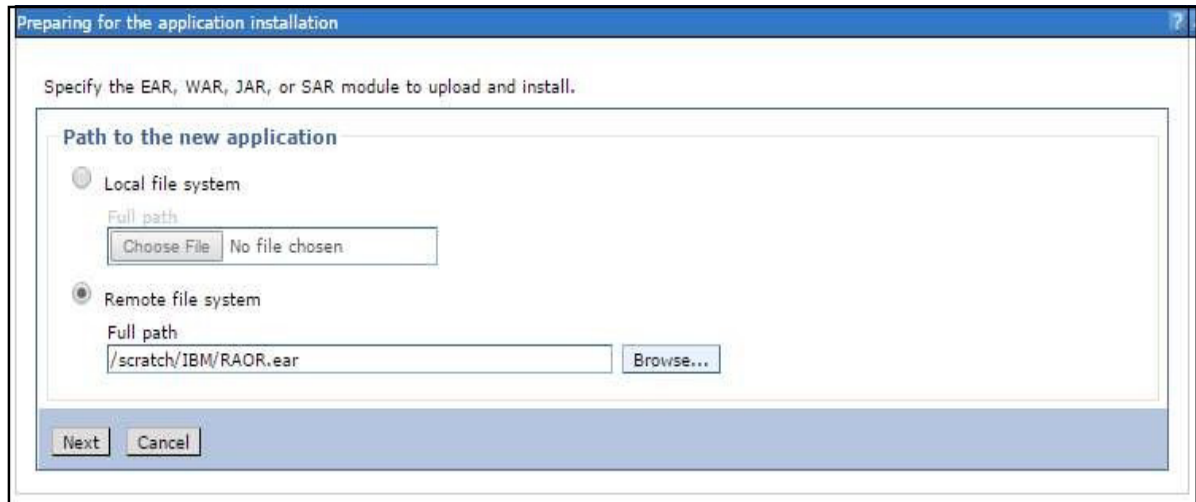 Preparing for the application installation ?
Specify the EAR, WAR, JAR, or SAR module to upload and install.
Path to the new application
Local file system
Full path
Choose File No file chosen
Remote file system
Full path
/scratch/IBM/RAOR.ear Browse...
Next Cancel